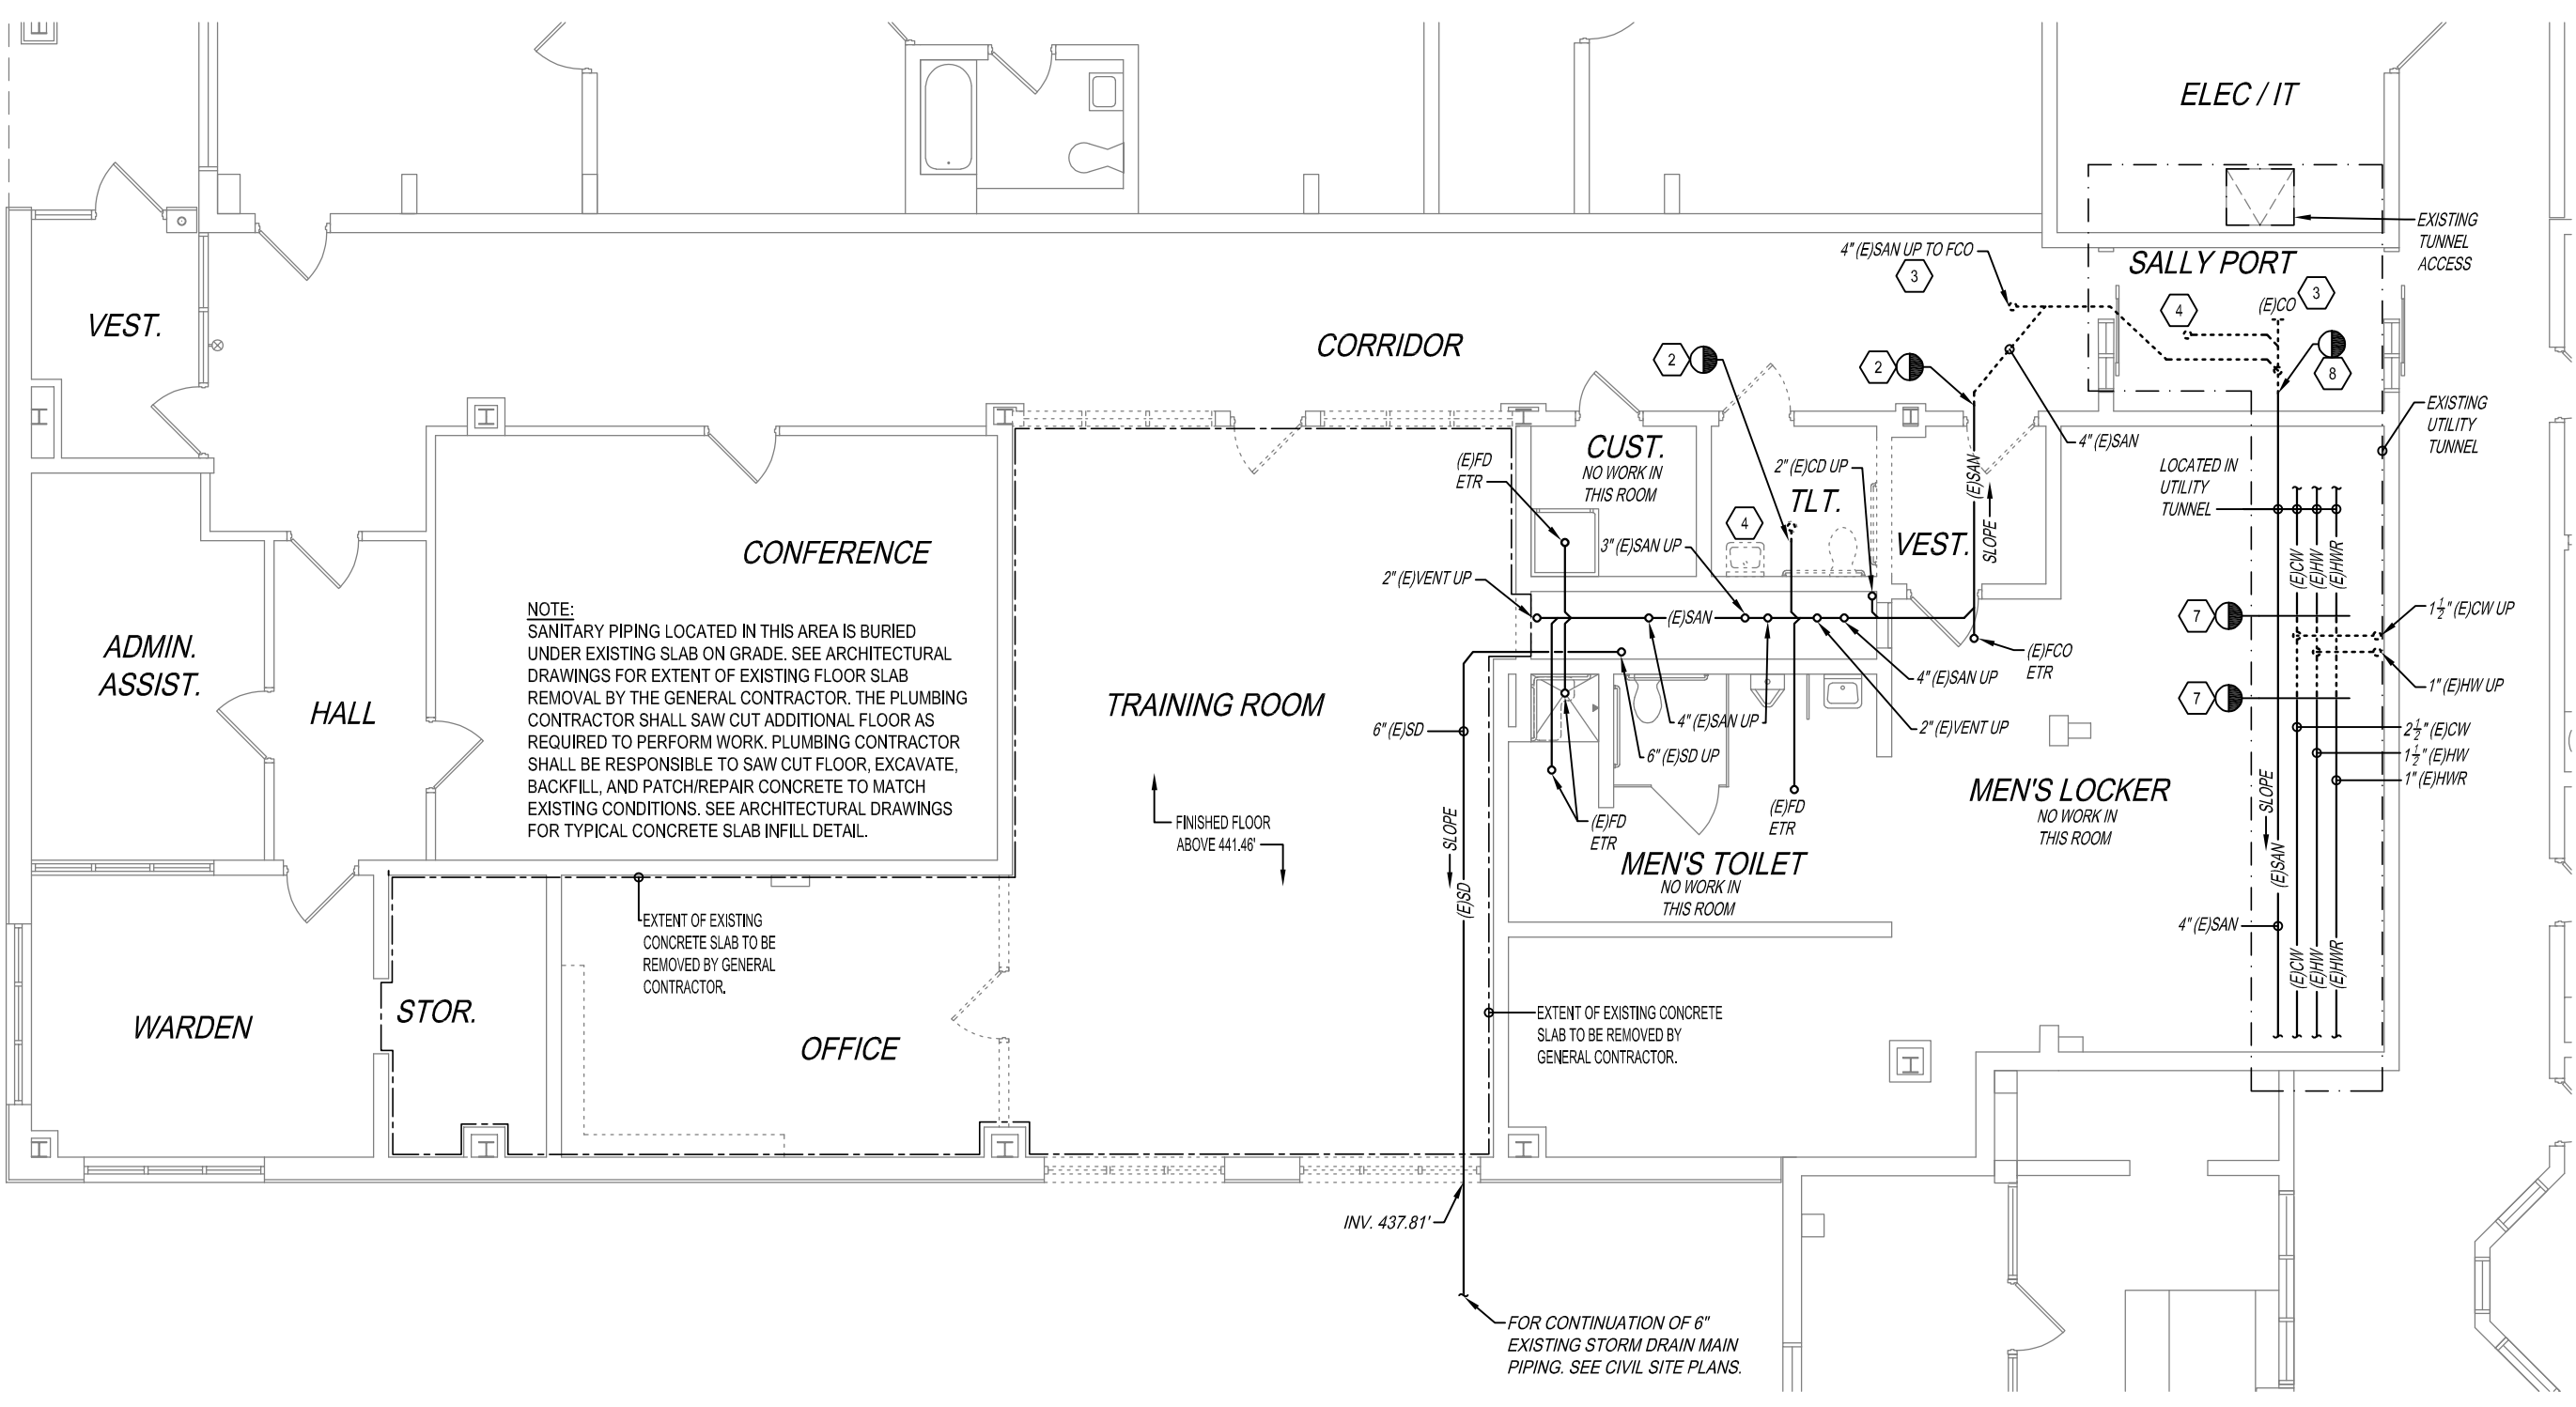 ELEC / IT
EXISTING
TUNNEL
ACCESS
4" (E)SAN UP TO FCO
3
SALLY PORT
(E)CO
3
4
8
VEST.
CORRIDOR
2
2
4" (E)SAN
EXISTING
UTILITY
TUNNEL
LOCATED IN
UTILITY
TUNNEL
(E)FD
ETR
CUST.
NO WORK IN
THIS ROOM
2" (E)CD UP
TLT.
4
(E)SAN
SLOPE
VEST.
3" (E)SAN UP
2" (E)VENT UP
(E)SAN
CONFERENCE
NOTE:
SANITARY PIPING LOCATED IN THIS AREA IS BURIED
UNDER EXISTING SLAB ON GRADE. SEE ARCHITECTURAL
DRAWINGS FOR EXTENT OF EXISTING FLOOR SLAB
REMOVAL BY THE GENERAL CONTRACTOR. THE PLUMBING
CONTRACTOR SHALL SAW CUT ADDITIONAL FLOOR AS
REQUIRED TO PERFORM WORK. PLUMBING CONTRACTOR
SHALL BE RESPONSIBLE TO SAW CUT FLOOR, EXCAVATE,
BACKFILL, AND PATCH/REPAIR CONCRETE TO MATCH
EXISTING CONDITIONS. SEE ARCHITECTURAL DRAWINGS
FOR TYPICAL CONCRETE SLAB INFILL DETAIL.
ADMIN.
ASSIST.
HALL
TRAINING ROOM
FINISHED FLOOR
ABOVE 441.46'
6" (E)SD
SLOPE
(E)SD
4" (E)SAN UP
6" (E)SD UP
(E)FD
ETR
(E)FD
ETR
2" (E)VENT UP
4" (E)SAN UP
(E)FCO
ETR
MEN'S TOILET
NO WORK IN
THIS ROOM
MEN'S LOCKER
NO WORK IN
THIS ROOM
(E)CW
(E)HW
(E)HWR
7
7
1 1/2" (E)CW UP
1" (E)HW UP
2 1/2" (E)CW
1 1/2" (E)HW
1" (E)HWR
SLOPE
(E)SAN
4" (E)SAN
(E)CW
(E)HW
(E)HWR
WARDEN
STOR.
EXTENT OF EXISTING
CONCRETE SLAB TO BE
REMOVED BY GENERAL
CONTRACTOR.
OFFICE
EXTENT OF EXISTING CONCRETE
SLAB TO BE REMOVED BY
GENERAL CONTRACTOR.
INV. 437.81'
FOR CONTINUATION OF 6"
EXISTING STORM DRAIN MAIN
PIPING. SEE CIVIL SITE PLANS.